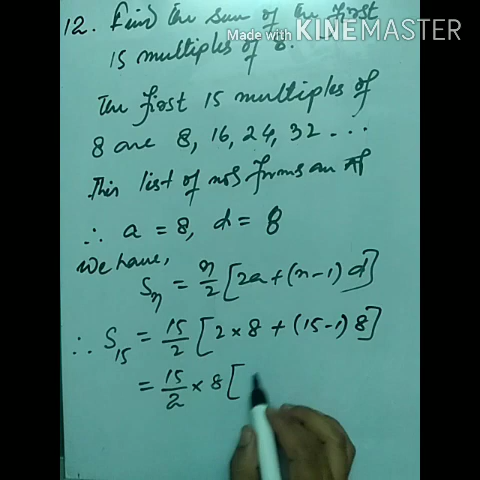 12. Find the sum of the first
Made with KINEMASTER
15 multiples of 8.
The first 15 multiples of
8 are 8, 16, 24, 32 ...
This list of nos forms an AP
∴ a = 8, d = 8
We have,
Sn = n/2 [2a + (n-1) d]
∴ S15 = 15/2 [2 × 8 + (15-1) 8]
= 15/2 × 8 [